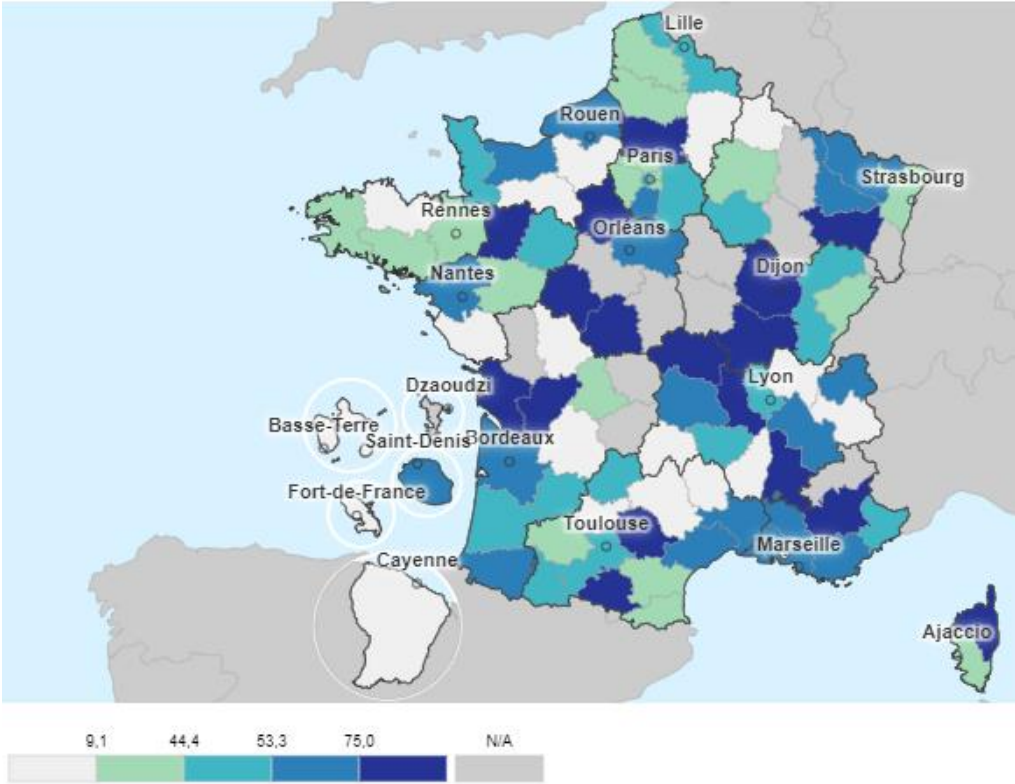 Lille
Rouen
Paris
Strasbourg
Rennes
Orléans
Nantes
Dijon
Dzaoudzi
Lyon
Basse-Terre
Saint-Denis
Bordeaux
Fort-de-France
Toulouse
Marseille
Cayenne
Ajaccio
9,1 44,4 53,3 75,0 N/A